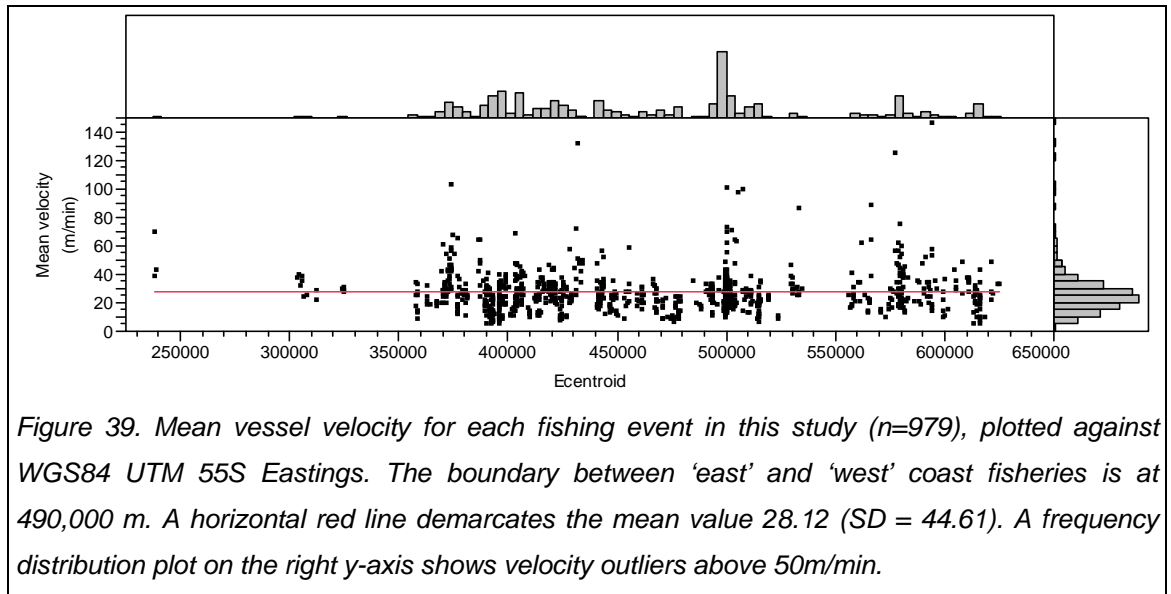 140
120
100
80
60
40
20
0
Mean velocity
(m/min)
250000 300000 350000 400000 450000 500000 550000 600000 650000
Ecentroid
Figure 39. Mean vessel velocity for each fishing event in this study (n=979), plotted against
WGS84 UTM 55S Eastings. The boundary between ‘east’ and ‘west’ coast fisheries is at
490,000 m. A horizontal red line demarcates the mean value 28.12 (SD = 44.61). A frequency
distribution plot on the right y-axis shows velocity outliers above 50m/min.